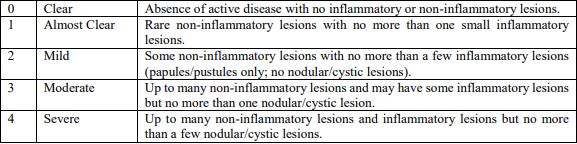 0 Clear Absence of active disease with no inflammatory or non-inflammatory lesions.
1 Almost Clear Rare non-inflammatory lesions with no more than one small inflammatory
lesions.
2 Mild Some non-inflammatory lesions with no more than a few inflammatory lesions
(papules/pustules only; no nodular/cystic lesions).
3 Moderate Up to many non-inflammatory lesions and may have some inflammatory lesions
but no more than one nodular/cystic lesion.
4 Severe Up to many non-inflammatory lesions and inflammatory lesions but no more
than a few nodular/cystic lesions.